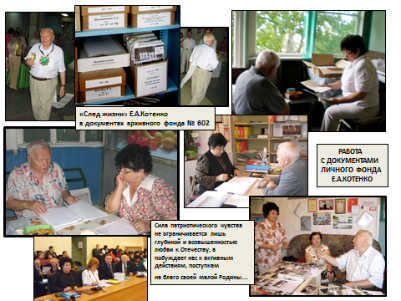 «След жизни» Е.А.Котенко
в документах архивного фонда № 602
РАБОТА
С ДОКУМЕНТАМИ
ЛИЧНОГО ФОНДА
Е.А.КОТЕНКО
Сила патриотического чувства
не ограничивается лишь
глубиной и возвышенностью
любви к Отечеству, а
побуждает нас к активным
действиям, поступкам
на благо своей малой Родины...